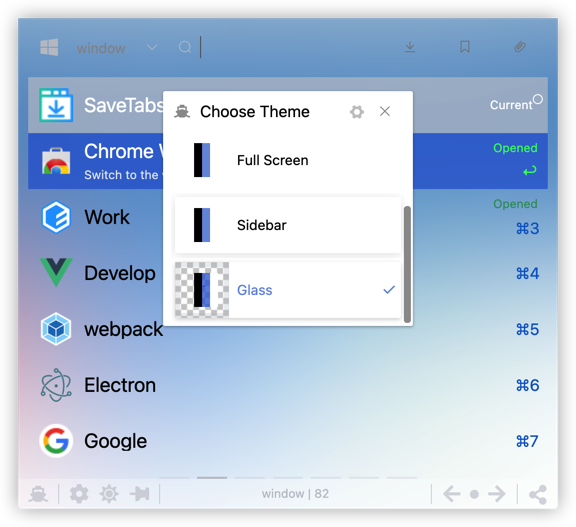 window
SaveTabs
Current
Choose Theme
Full Screen
Sidebar
Glass
Chrome W
Opened
Switch to the
Work
Opened
⌘3
Develop
⌘4
webpack
⌘5
Electron
⌘6
Google
⌘7
window | 82